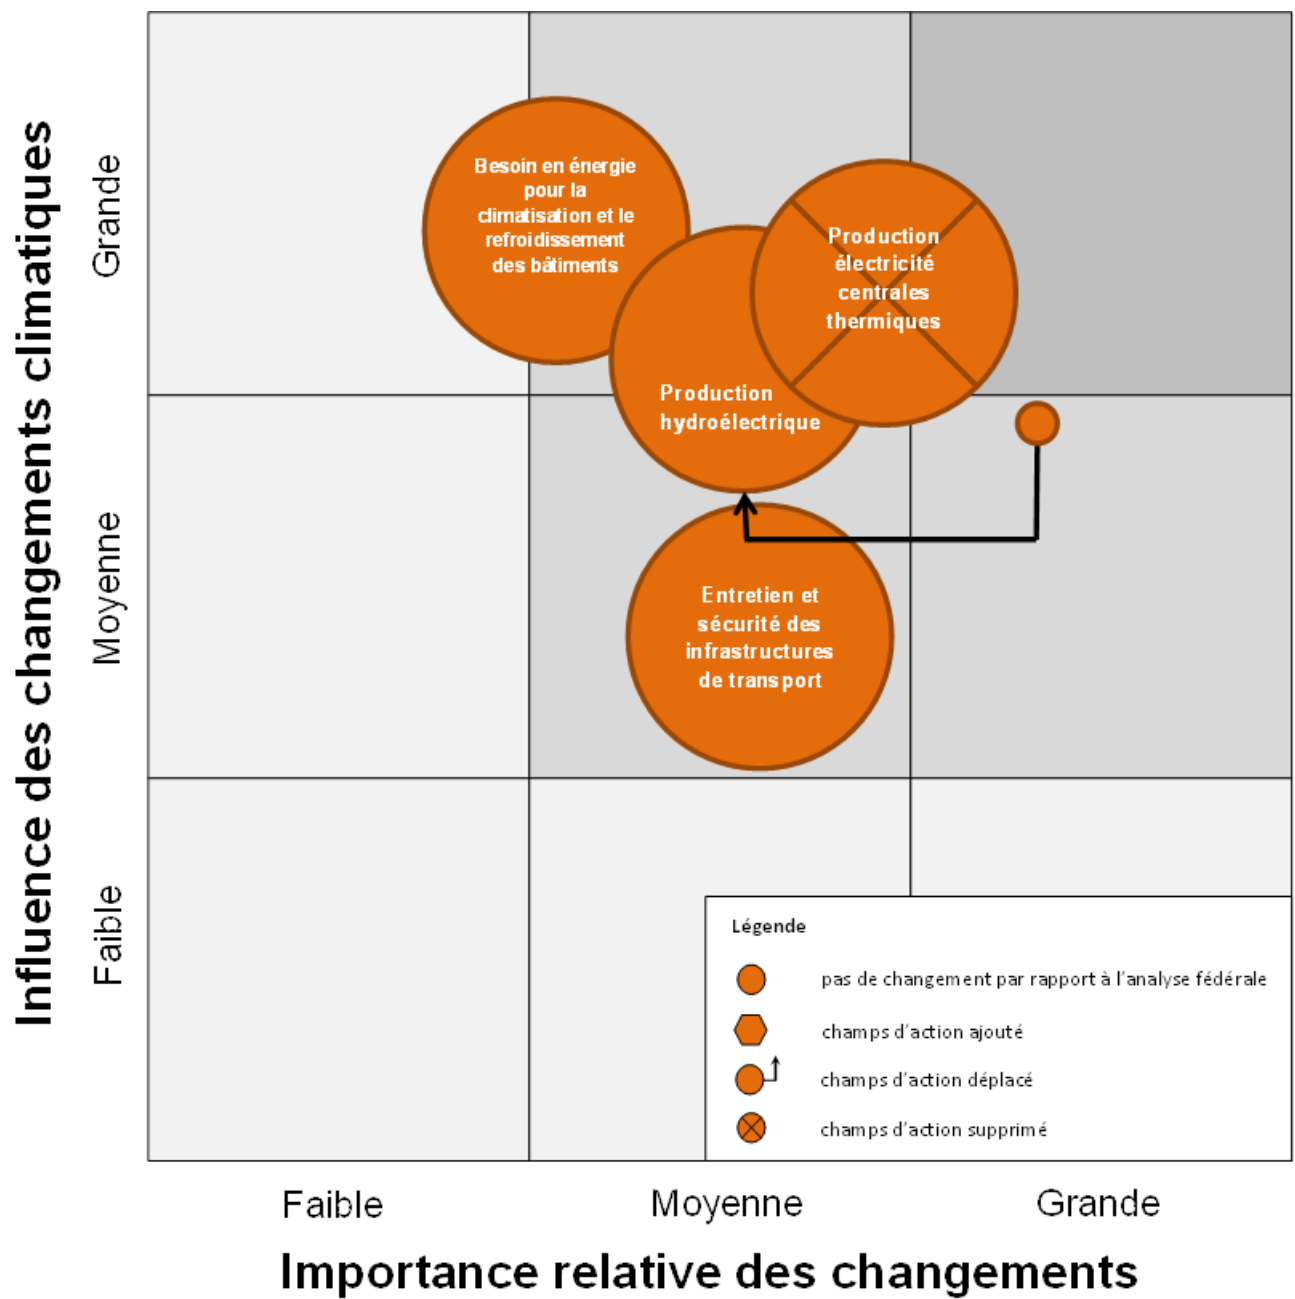 Influence des changements climatiques
Grande
Moyenne
Faible
Besoin en énergie
pour la
climatisation et le
refroidissement
des bâtiments
Production
électricité
centrales
thermiques
Production
hydroélectrique
Entretien et
sécurité des
infrastructures
de transport
Légende
pas de changement par rapport à l'analyse fédérale
champs d'action ajouté
champs d'action déplacé
champs d'action supprimé
Faible
Moyenne
Grande
Importance relative des changements